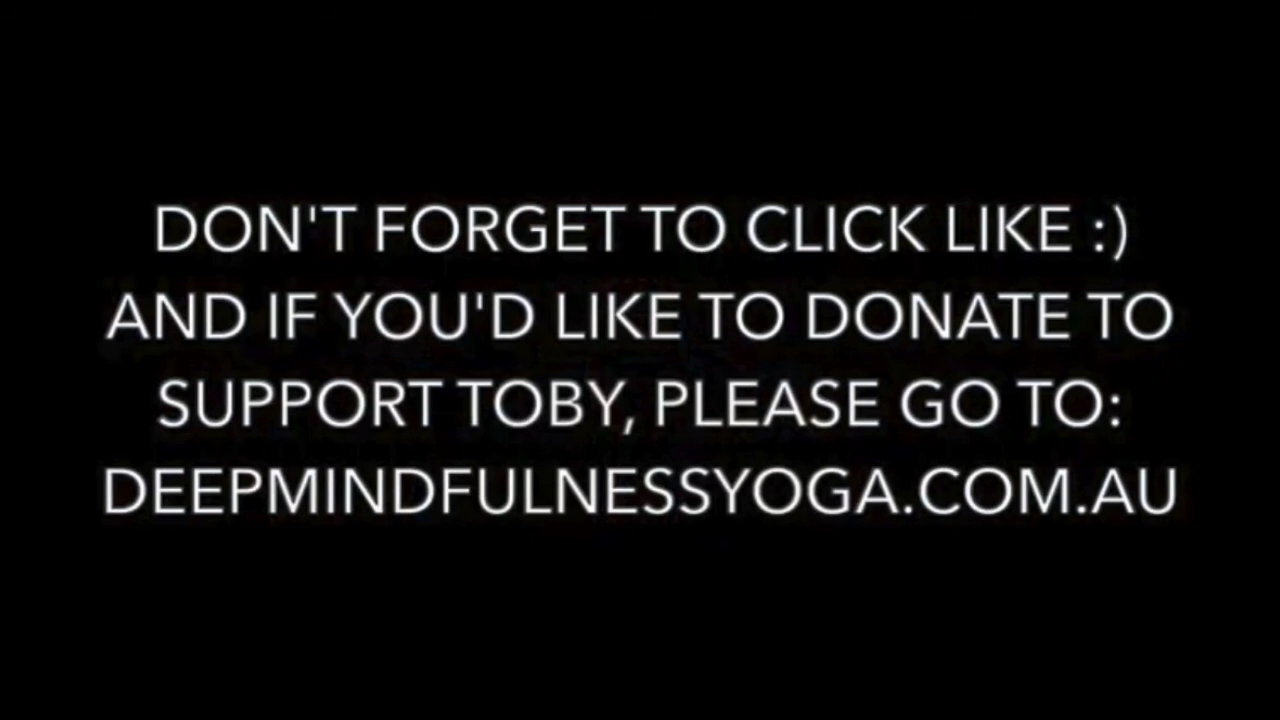 DON'T FORGET TO CLICK LIKE :)
AND IF YOU'D LIKE TO DONATE TO
SUPPORT TOBY, PLEASE GO TO:
DEEPMINDFULNESSYOGA.COM.AU